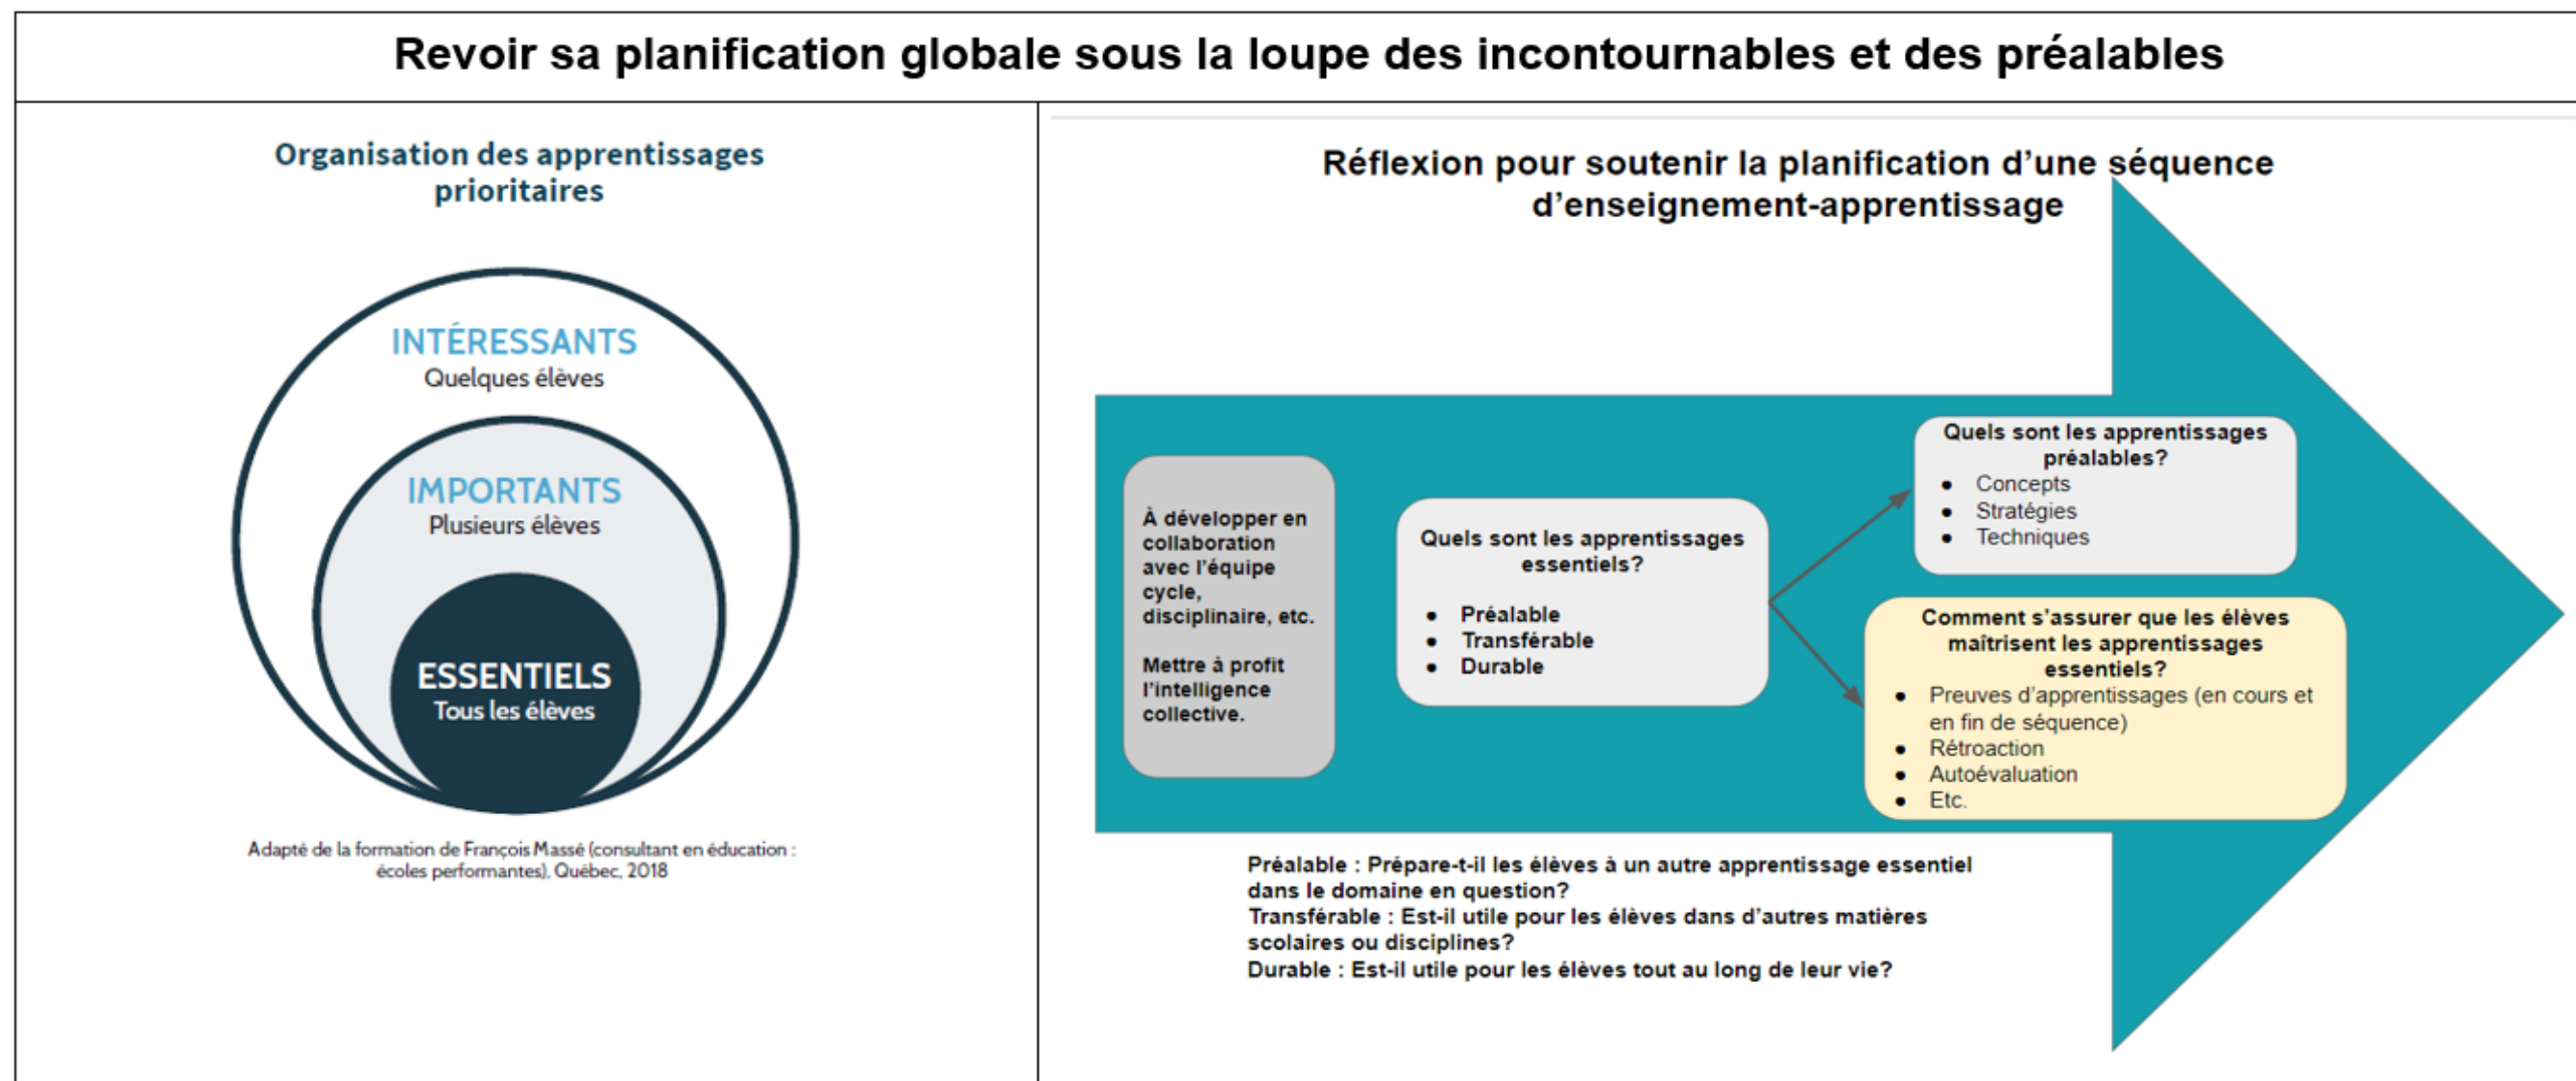 Revoir sa planification globale sous la loupe des incontournables et des préalables
Organisation des apprentissages
prioritaires
INTÉRESSANTS
Quelques élèves
IMPORTANTS
Plusieurs élèves
ESSENTIELS
Tous les élèves
Adapté de la formation de François Massé (consultant en éducation :
écoles performantes), Québec, 2018
Réflexion pour soutenir la planification d’une séquence
d’enseignement-apprentissage
À développer en
collaboration
avec l’équipe
cycle,
disciplinaire, etc.
Mettre à profit
l’intelligence
collective.
Quels sont les apprentissages
essentiels?
● Préalable
● Transférable
● Durable
Quels sont les apprentissages
préalables?
● Concepts
● Stratégies
● Techniques
Comment s’assurer que les élèves
maîtrisent les apprentissages
essentiels?
● Preuves d’apprentissages (en cours et
en fin de séquence)
● Rétroaction
● Autoévaluation
● Etc.
Préalable : Prépare-t-il les élèves à un autre apprentissage essentiel
dans le domaine en question?
Transférable : Est-il utile pour les élèves dans d’autres matières
scolaires ou disciplines?
Durable : Est-il utile pour les élèves tout au long de leur vie?